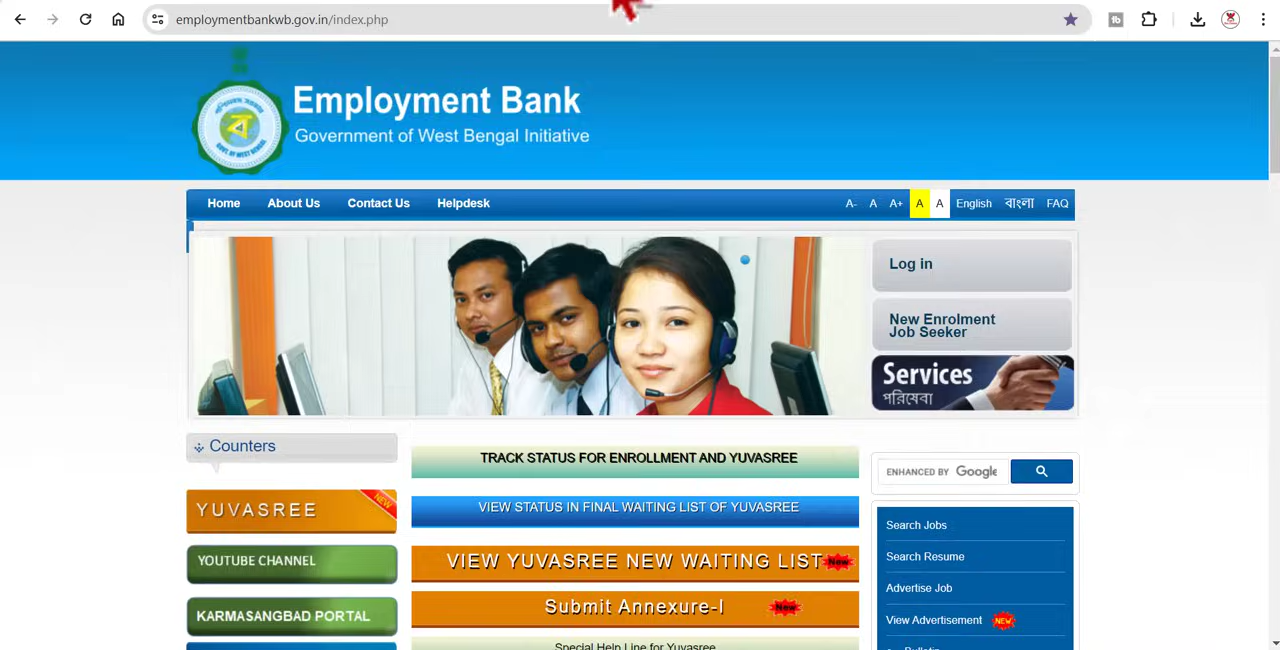 employmentbankwb.gov.in/index.php
Employment Bank
Government of West Bengal Initiative
Home About Us Contact Us Helpdesk A- A A+ A A English বাংলা FAQ
Log in
New Enrolment
Job Seeker
Services
পরিষেবা
Counters
YUVASREE NEW
YOUTUBE CHANNEL
KARMASANGBAD PORTAL
TRACK STATUS FOR ENROLLMENT AND YUVASREE
VIEW STATUS IN FINAL WAITING LIST OF YUVASREE
VIEW YUVASREE NEW WAITING LIST New
Submit Annexure-I New
Special Help Line for Yuvasree
ENHANCED BY Google
Search Jobs
Search Resume
Advertise Job
View Advertisement NEW
Bulletin